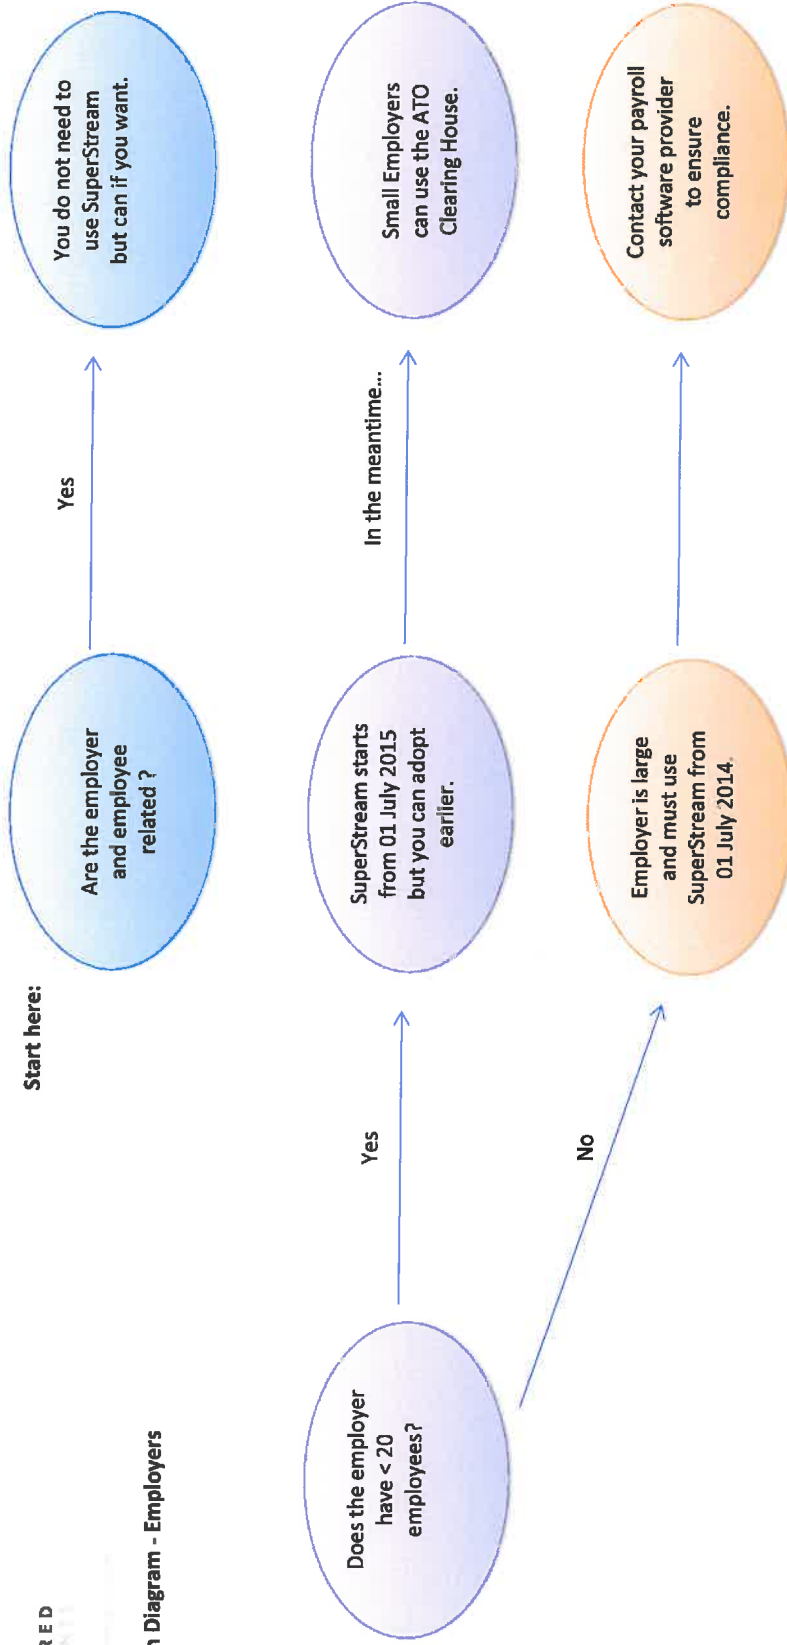 RED
n Diagram - Employers
Start here:
Are the employer
and employee
related ?
Yes
You do not need to
use SuperStream
but can if you want.
Does the employer
have < 20
employees?
Yes
SuperStream starts
from 01 July 2015
but you can adopt
earlier.
In the meantime...
Small Employers
can use the ATO
Clearing House.
No
Employer is large
and must use
SuperStream from
01 July 2014.
Contact your payroll
software provider
to ensure
compliance.